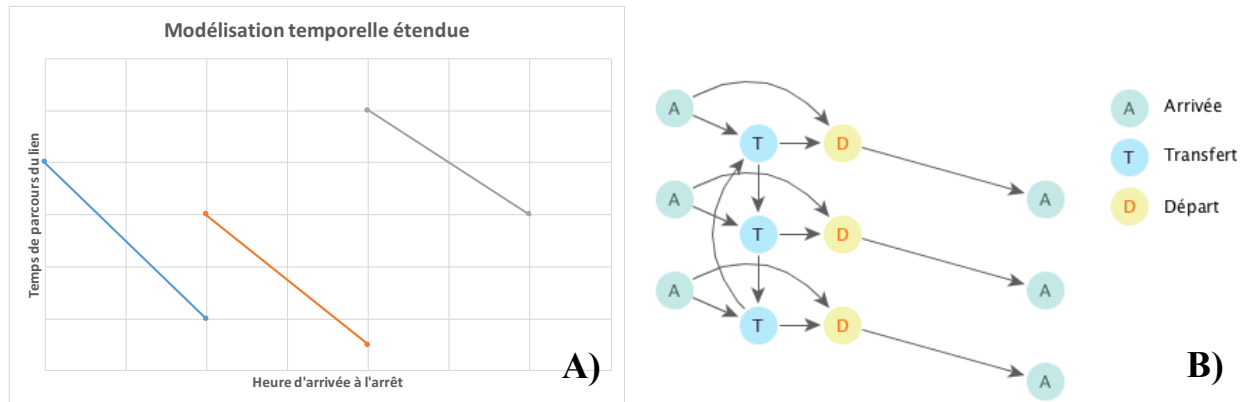 Modélisation temporelle étendue
Temps de parcours du lien
Heure d'arrivée à l'arrêt
A)
A
T
D
A
A
T
D
A
A
T
D
A
A Arrivée
T Transfert
D Départ
B)